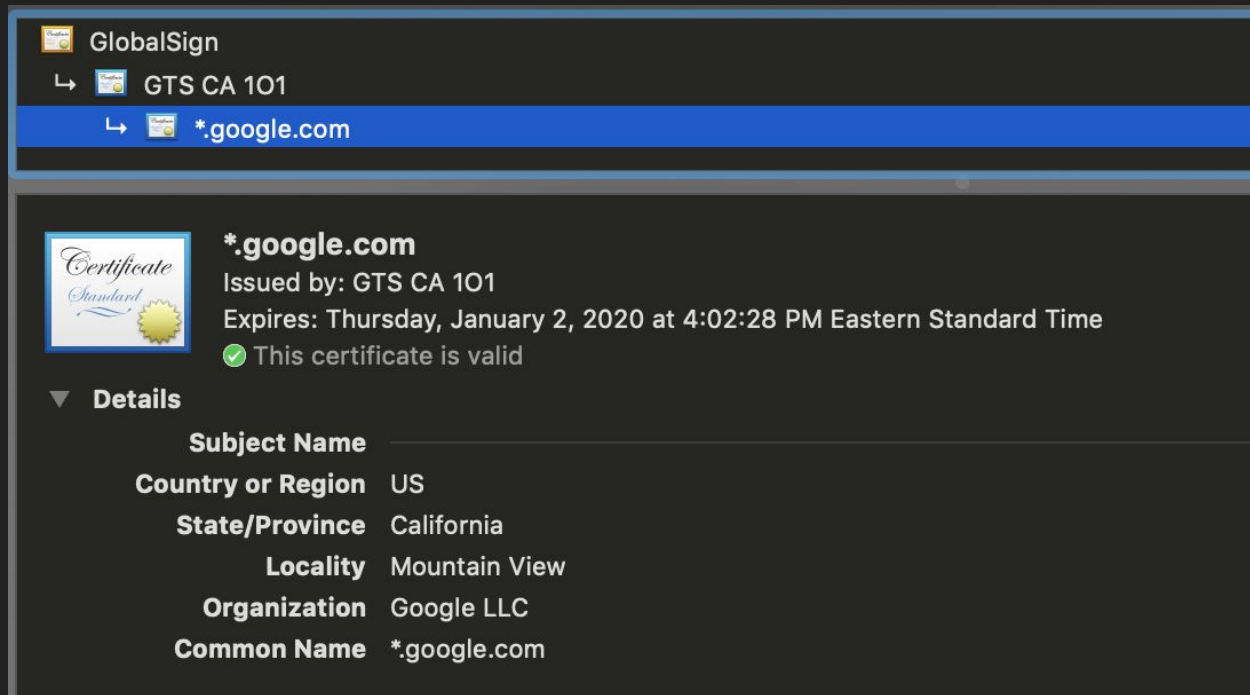 GlobalSign
↳ GTS CA 1O1
↳ *.google.com
Certificate
Standard
*.google.com
Issued by: GTS CA 1O1
Expires: Thursday, January 2, 2020 at 4:02:28 PM Eastern Standard Time
This certificate is valid
Details
Subject Name
Country or Region US
State/Province California
Locality Mountain View
Organization Google LLC
Common Name *.google.com